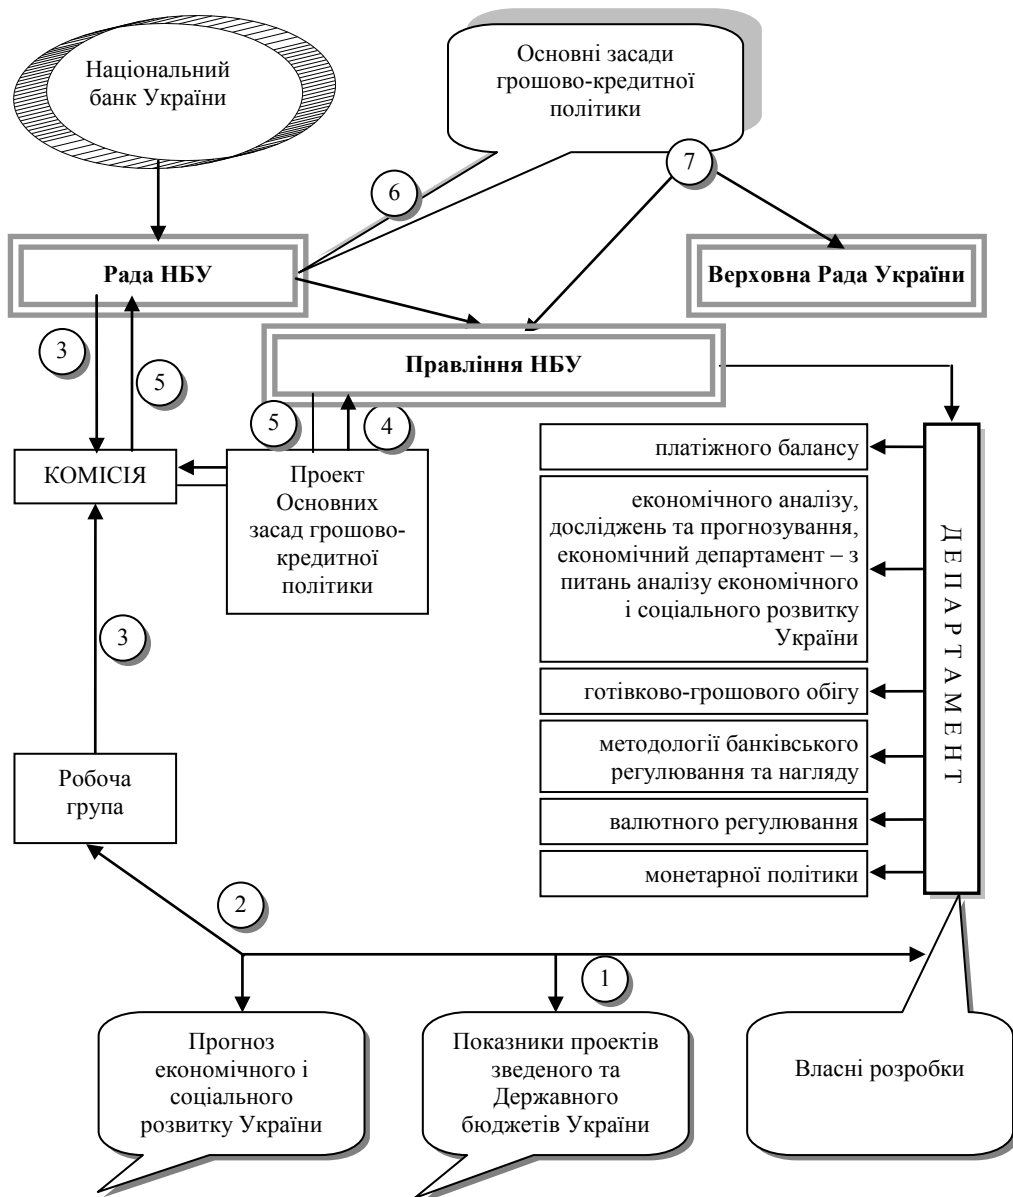 Національний
банк України
Основні засади
грошово-кредитної
політики
6
7
Рада НБУ
Верховна Рада України
3
5
Правління НБУ
5
4
КОМІСІЯ
Проект
Основних
засад грошово-
кредитної
політики
платіжного балансу
економічного аналізу,
досліджень та прогнозування,
економічний департамент – з
питань аналізу економічного
і соціального розвитку
України
готівково-грошового обігу
методології банківського
регулювання та нагляду
валютного регулювання
монетарної політики
ДЕПАРТАМЕНТ
3
Робоча
група
2
1
Прогноз
економічного і
соціального
розвитку України
Показники проектів
зведеного та
Державного
бюджетів України
Власні розробки